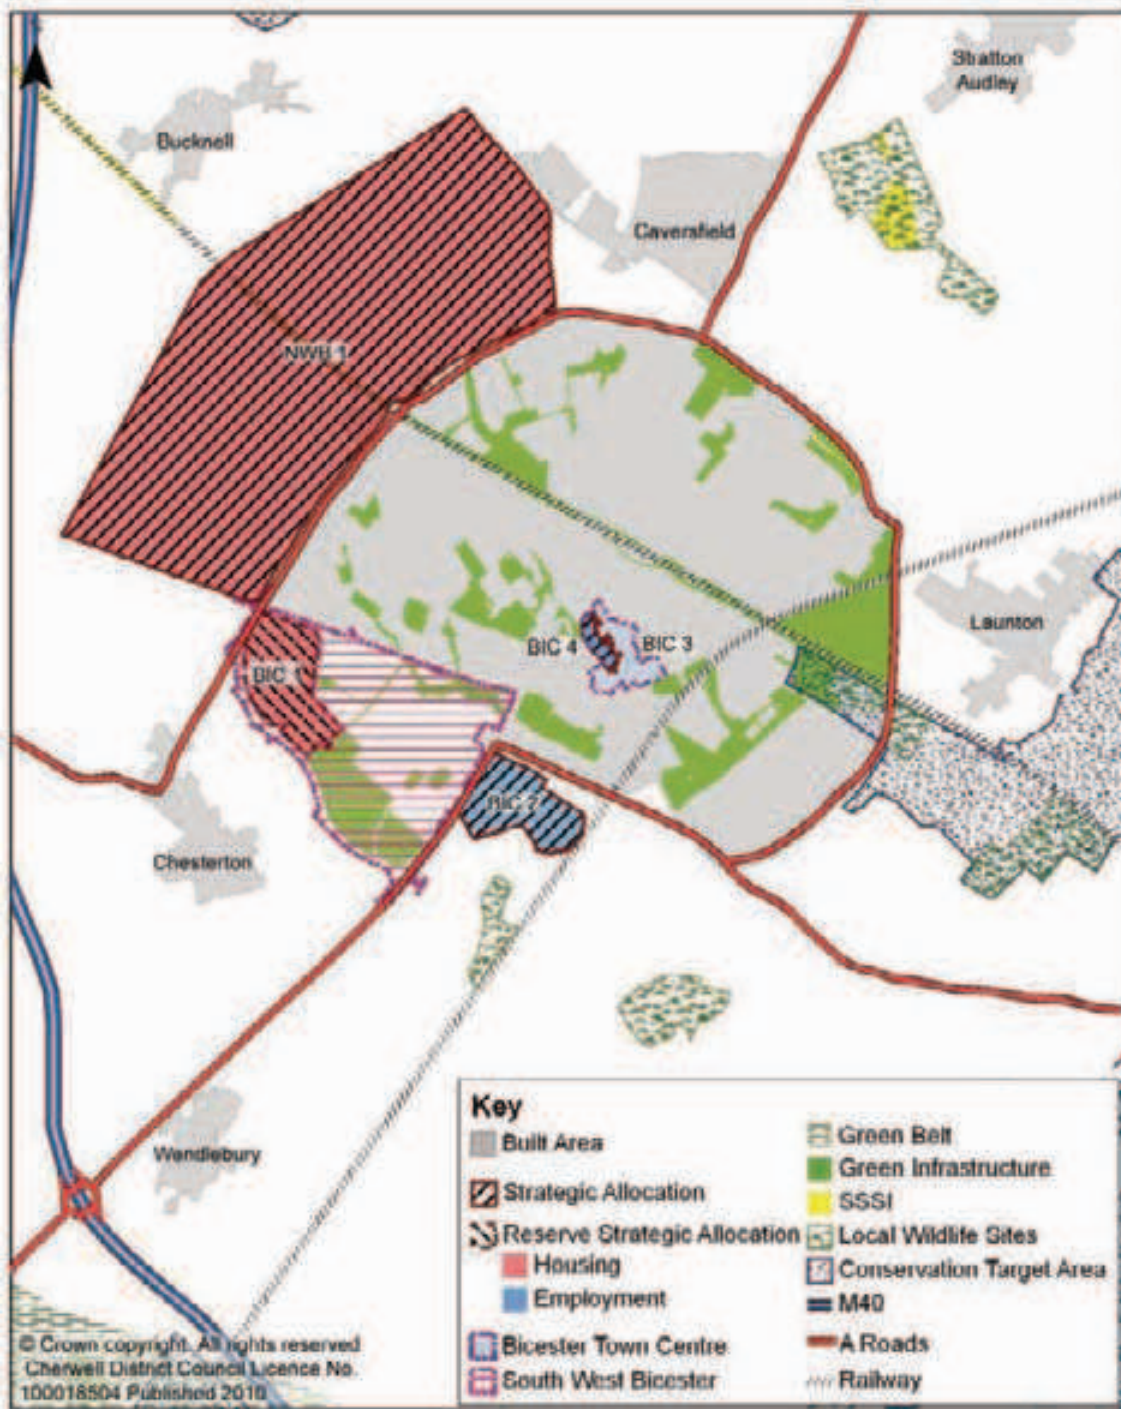 Stratton
Audley
Bucknell
Caversfield
NWB 1
Launton
BIC 4
BIC 3
BIC 1
BIC 2
Chesterton
Wendlebury
Key
Built Area
Strategic Allocation
Reserve Strategic Allocation
Housing
Employment
Bicester Town Centre
South West Bicester
Green Belt
Green Infrastructure
SSSI
Local Wildlife Sites
Conservation Target Area
M40
A Roads
Railway
© Crown copyright. All rights reserved
Cherwell District Council Licence No.
100018504 Published 2010